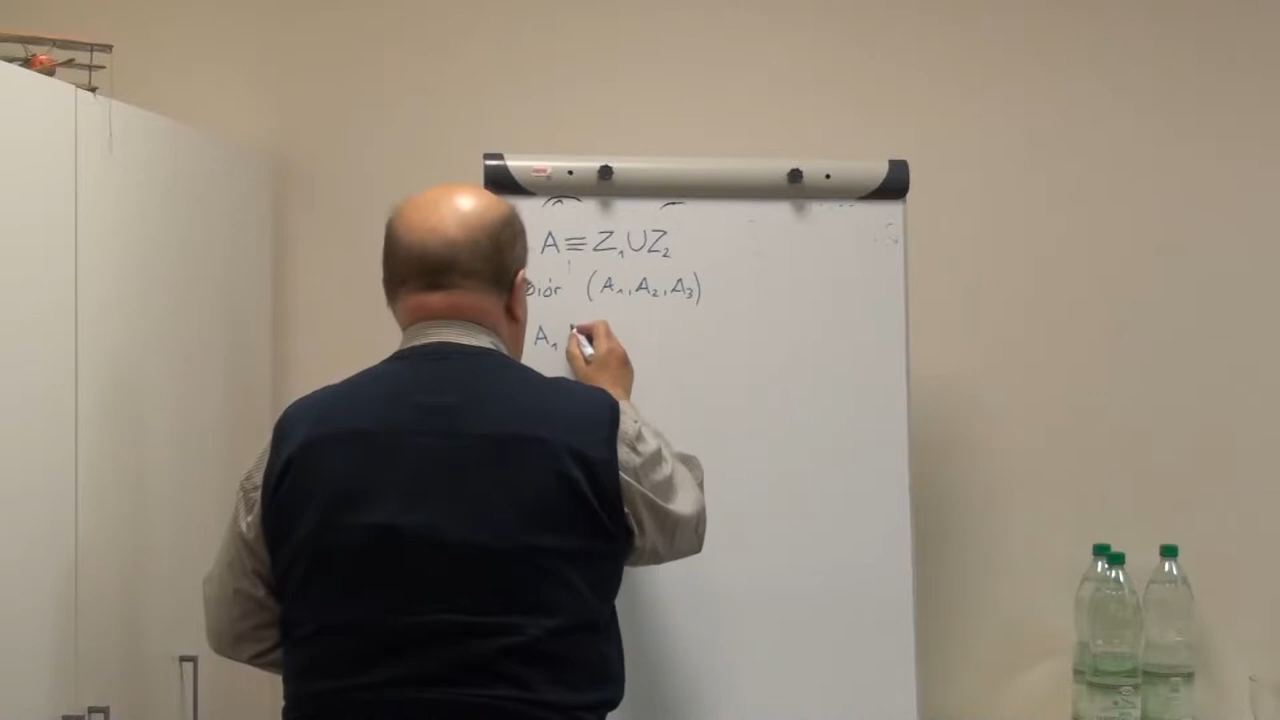 A ≡ Z₁ ∪ Z₂
(A₁, A₂, A₃)
A₁